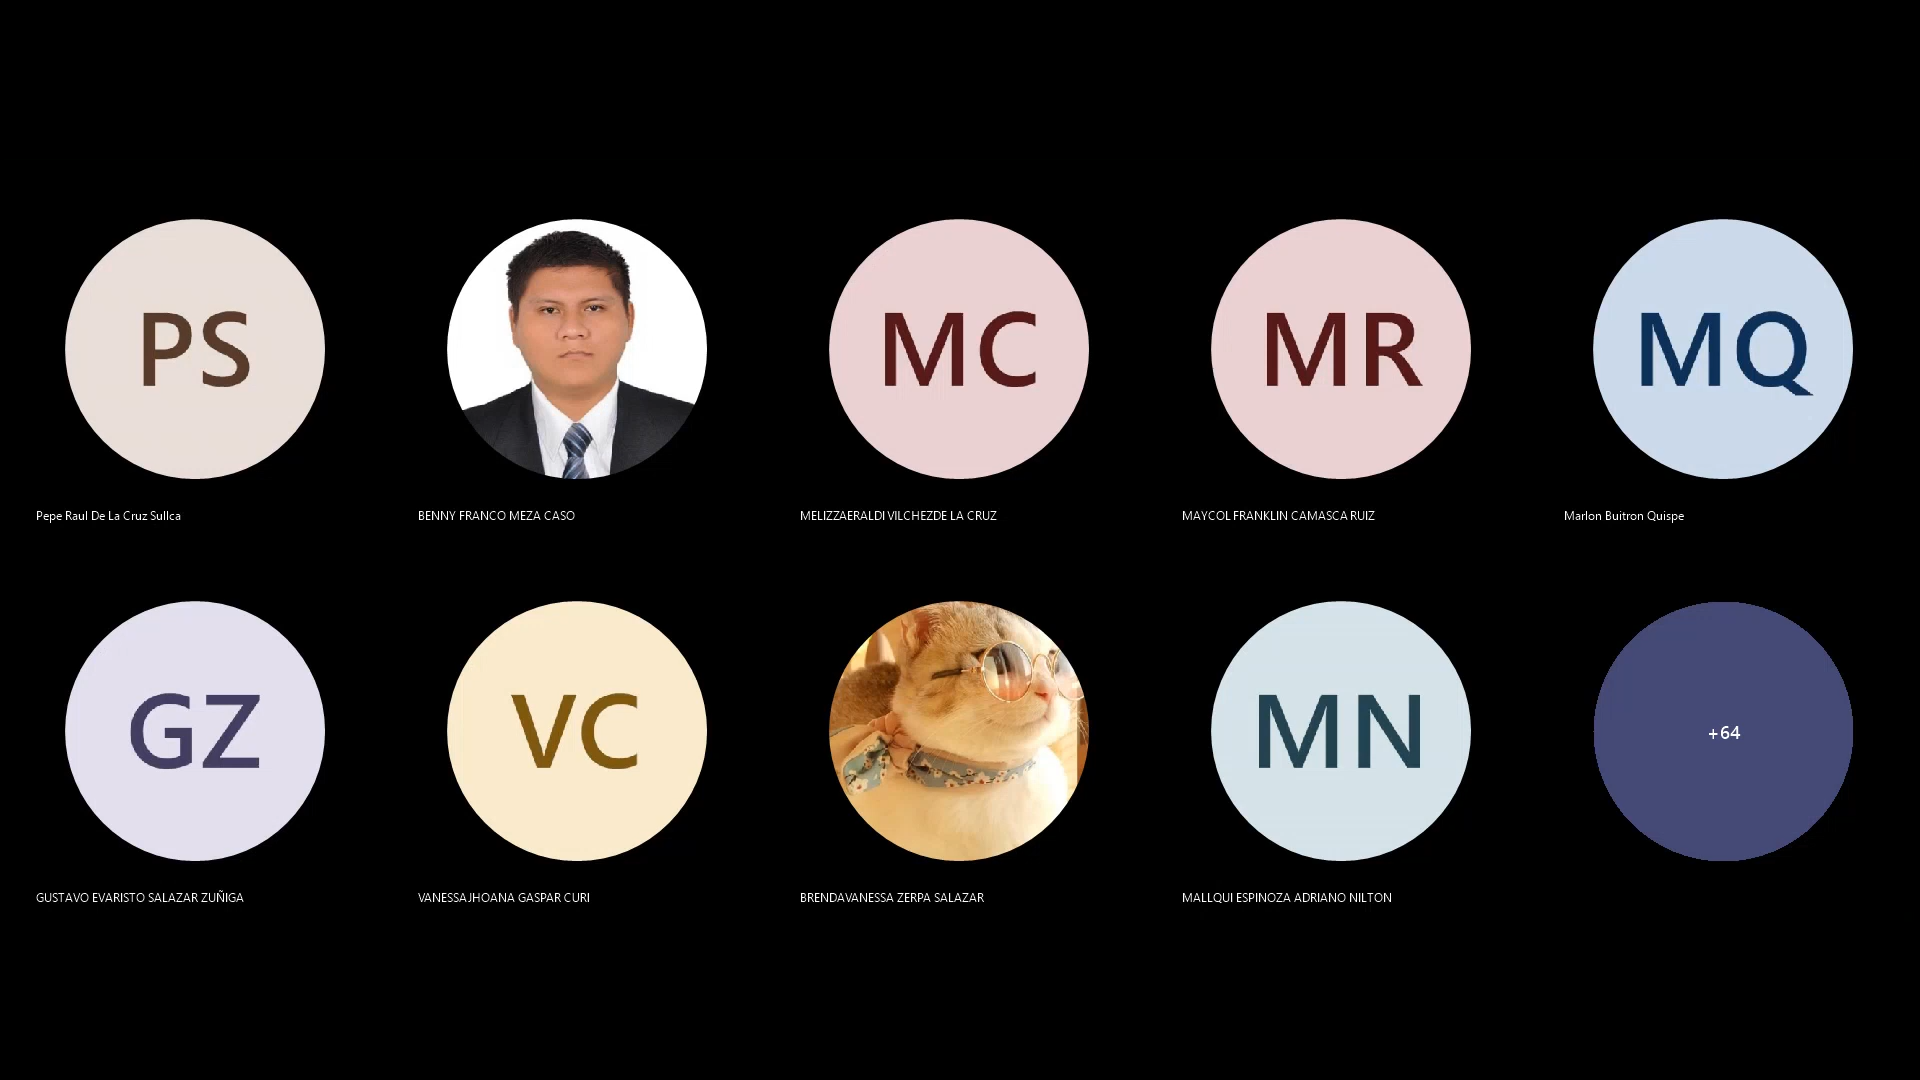 PS
MC
MR
MQ
Pepe Raul De La Cruz Sullca
BENNY FRANCO MEZA CASO
MELIZZAERALDI VILCHEZDE LA CRUZ
MAYCOL FRANKLIN CAMASCA RUIZ
Marlon Buitron Quispe
GZ
VC
MN
+64
GUSTAVO EVARISTO SALAZAR ZUÑIGA
VANESSAJHOANA GASPAR CURI
BRENDAVANESSA ZERPA SALAZAR
MALLQUI ESPINOZA ADRIANO NILTON